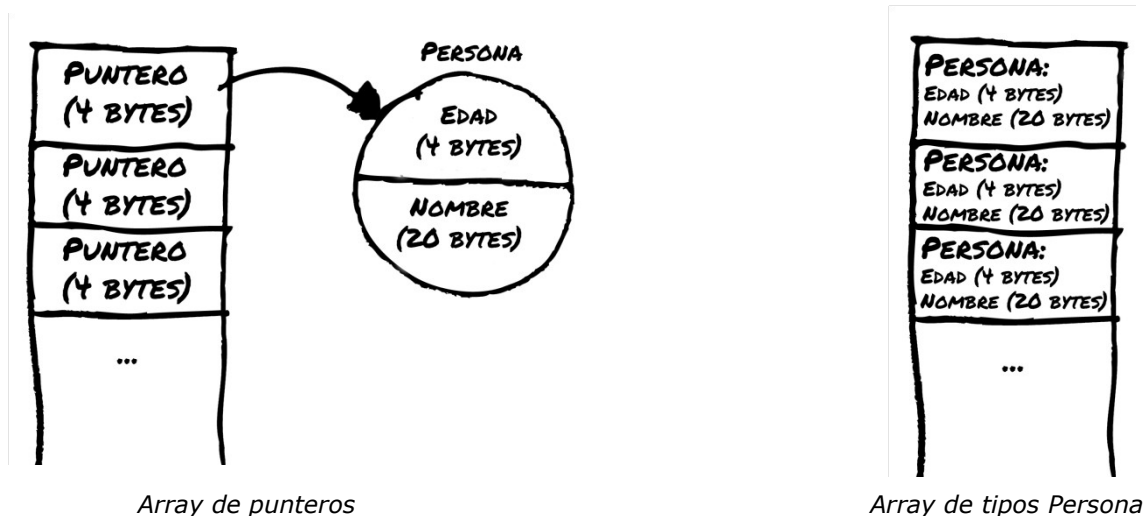 PUNTERO
(4 BYTES)
PUNTERO
(4 BYTES)
PUNTERO
(4 BYTES)
...
PERSONA
EDAD
(4 BYTES)
NOMBRE
(20 BYTES)
Array de punteros
PERSONA:
EDAD (4 BYTES)
NOMBRE (20 BYTES)
PERSONA:
EDAD (4 BYTES)
NOMBRE (20 BYTES)
PERSONA:
EDAD (4 BYTES)
NOMBRE (20 BYTES)
...
Array de tipos Persona